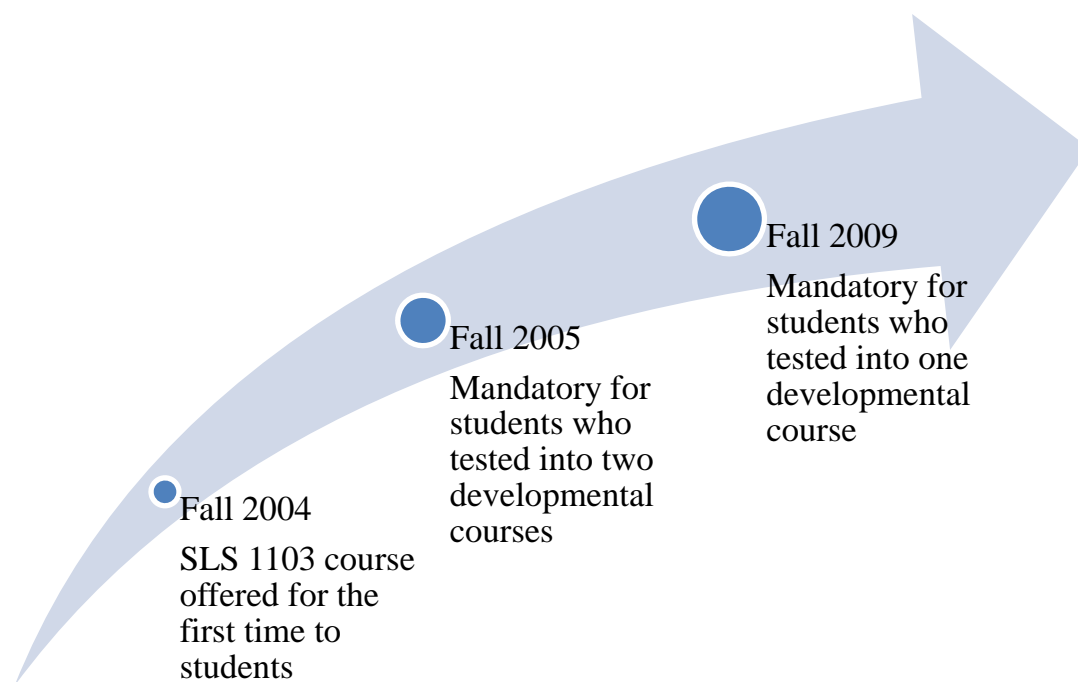 Fall 2004
SLS 1103 course
offered for the
first time to
students
Fall 2005
Mandatory for
students who
tested into two
developmental
courses
Fall 2009
Mandatory for
students who
tested into one
developmental
course